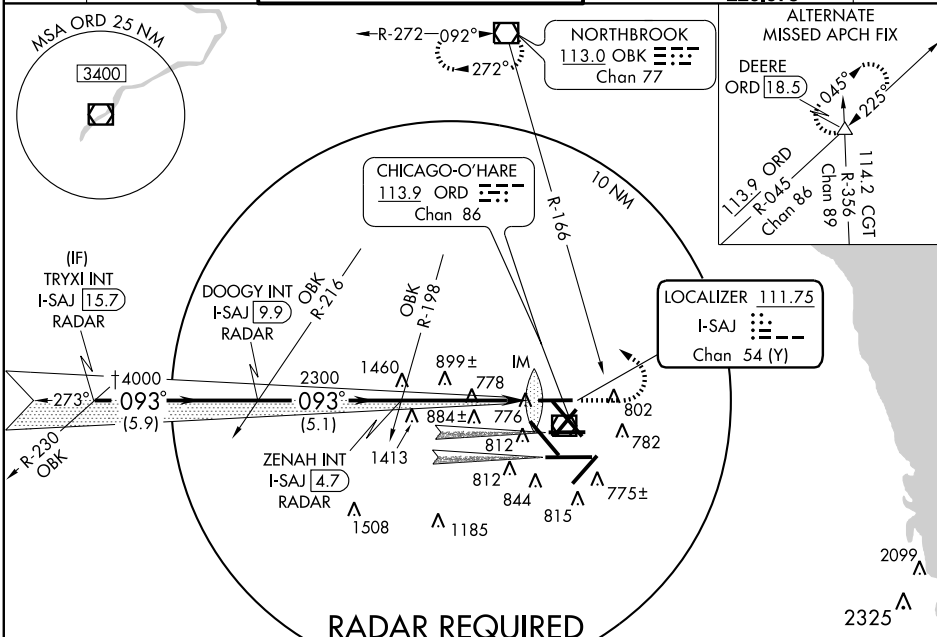 MSA ORD 25 NM
3400
R-272
092°
272°
NORTHBROOK
113.0 OBK
Chan 77
ALTERNATE
MISSED APCH FIX
DEERE
ORD 18.5
045°
225°
113.9 ORD
R-045
Chan 86
114.2 CGT
R-356
Chan 89
CHICAGO-O'HARE
113.9 ORD
Chan 86
10 NM
R-166
(IF)
TRYXI INT
I-SAJ 15.7
RADAR
DOOGY INT
I-SAJ 9.9
RADAR
OBK
R-216
OBK
R-198
LOCALIZER 111.75
I-SAJ
Chan 54 (Y)
†4000
2300
1460
899±
778
IM
273°
093°
093°
(5.9)
(5.1)
884±
776
802
R-230
OBK
1413
812
782
ZENAH INT
I-SAJ 4.7
RADAR
812
844
815
775±
1508
1185
2099
2325
RADAR REQUIRED